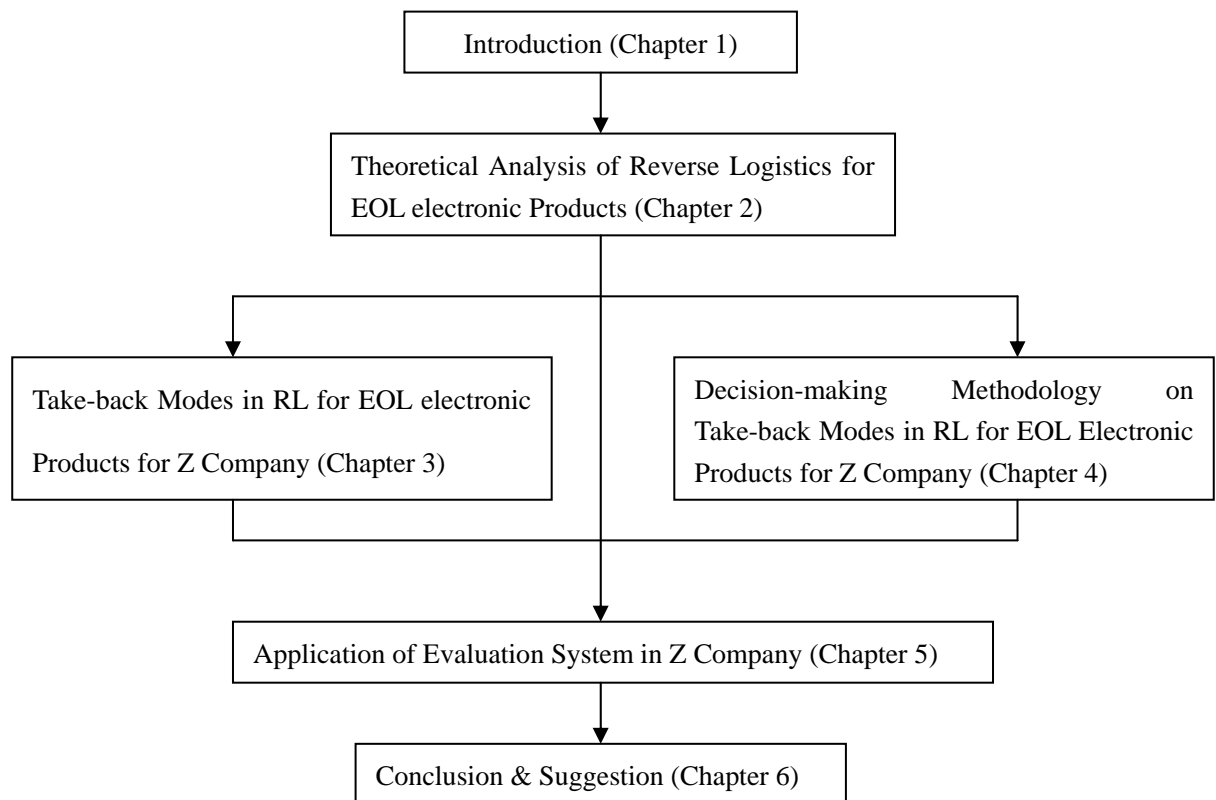 Introduction (Chapter 1)
Theoretical Analysis of Reverse Logistics for
EOL electronic Products (Chapter 2)
Take-back Modes in RL for EOL electronic
Products for Z Company (Chapter 3)
Decision-making Methodology on
Take-back Modes in RL for EOL Electronic
Products for Z Company (Chapter 4)
Application of Evaluation System in Z Company (Chapter 5)
Conclusion & Suggestion (Chapter 6)